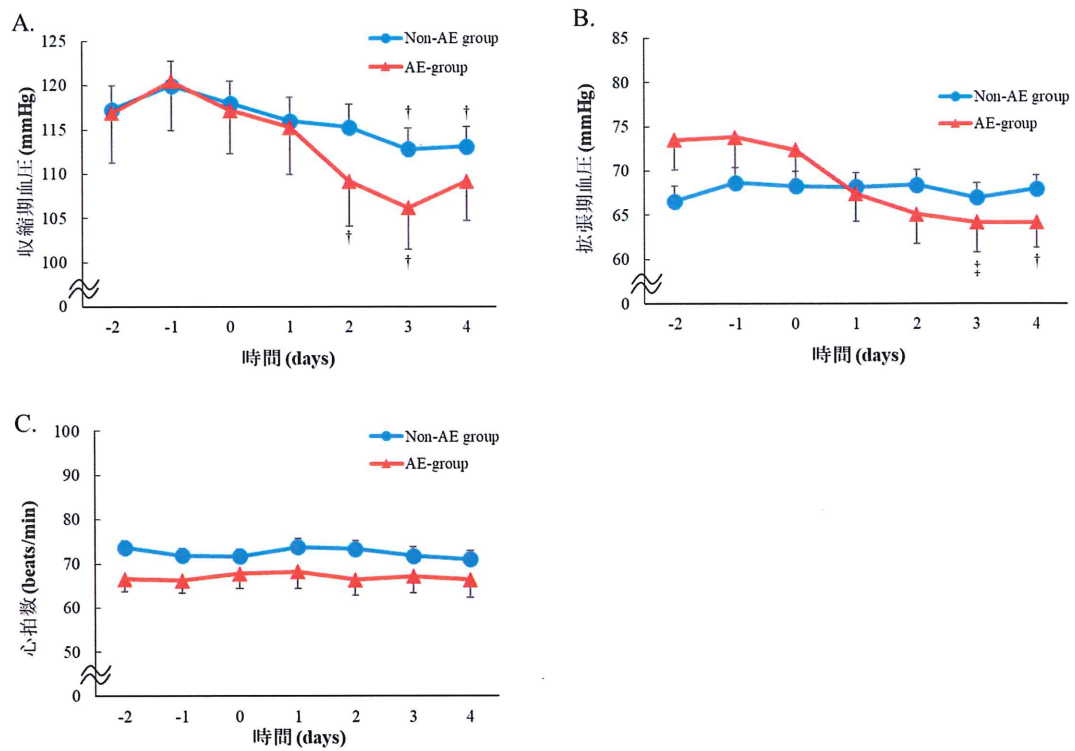 A.
Non-AE group
AE-group
収縮期血圧 (mmHg)
125
120
115
110
105
100
0
† †
†
†
-2 -1 0 1 2 3 4
時間 (days)
B.
Non-AE group
AE-group
拡張期血圧 (mmHg)
85
80
75
70
65
60
0
‡ †
-2 -1 0 1 2 3 4
時間 (days)
C.
Non-AE group
AE-group
心拍数 (beats/min)
100
90
80
70
60
50
0
-2 -1 0 1 2 3 4
時間 (days)